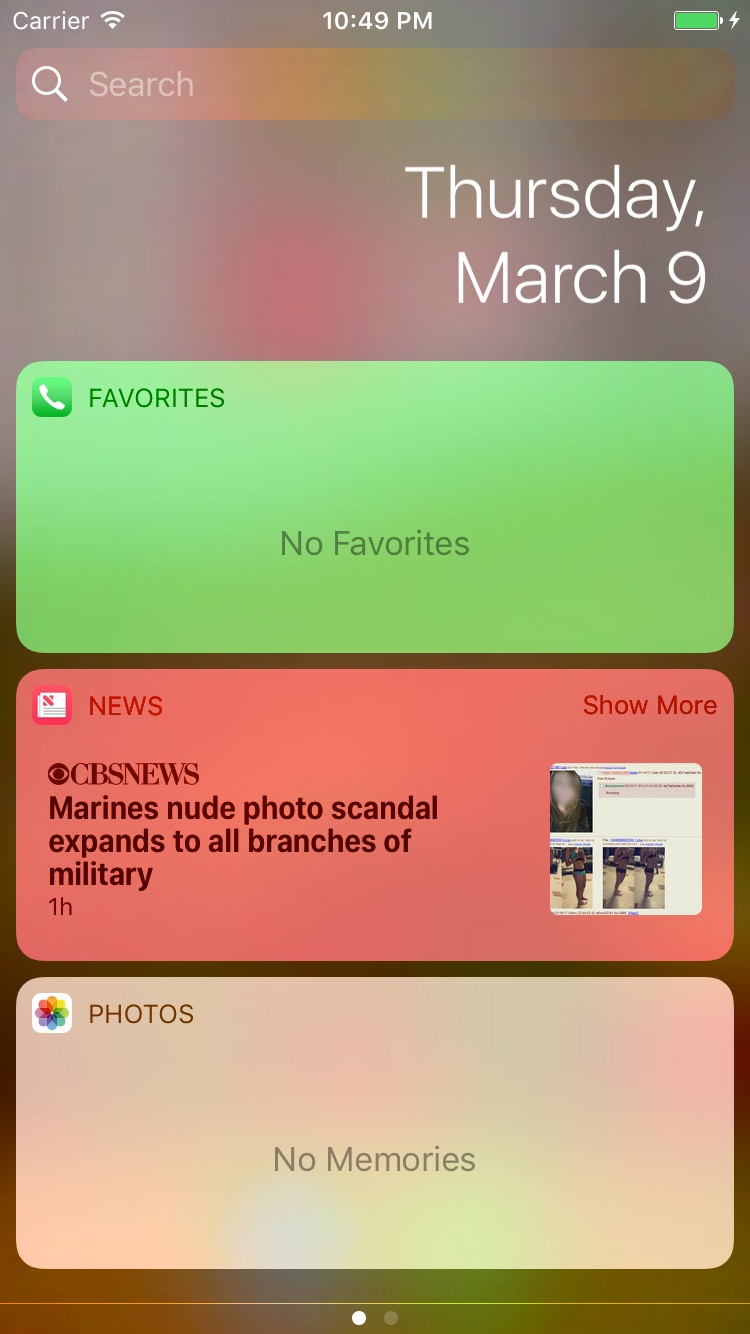 Carrier 10:49 PM
Search
Thursday,
March 9
FAVORITES
No Favorites
NEWS Show More
CBSNEWS
Marines nude photo scandal
expands to all branches of
military
1h
PHOTOS
No Memories